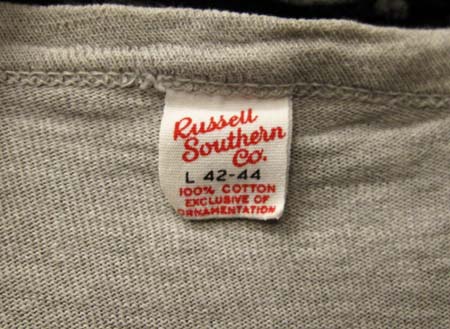 Russell
Southern
Co.
L 42-44
100% COTTON
EXCLUSIVE OF
ORNAMENTATION